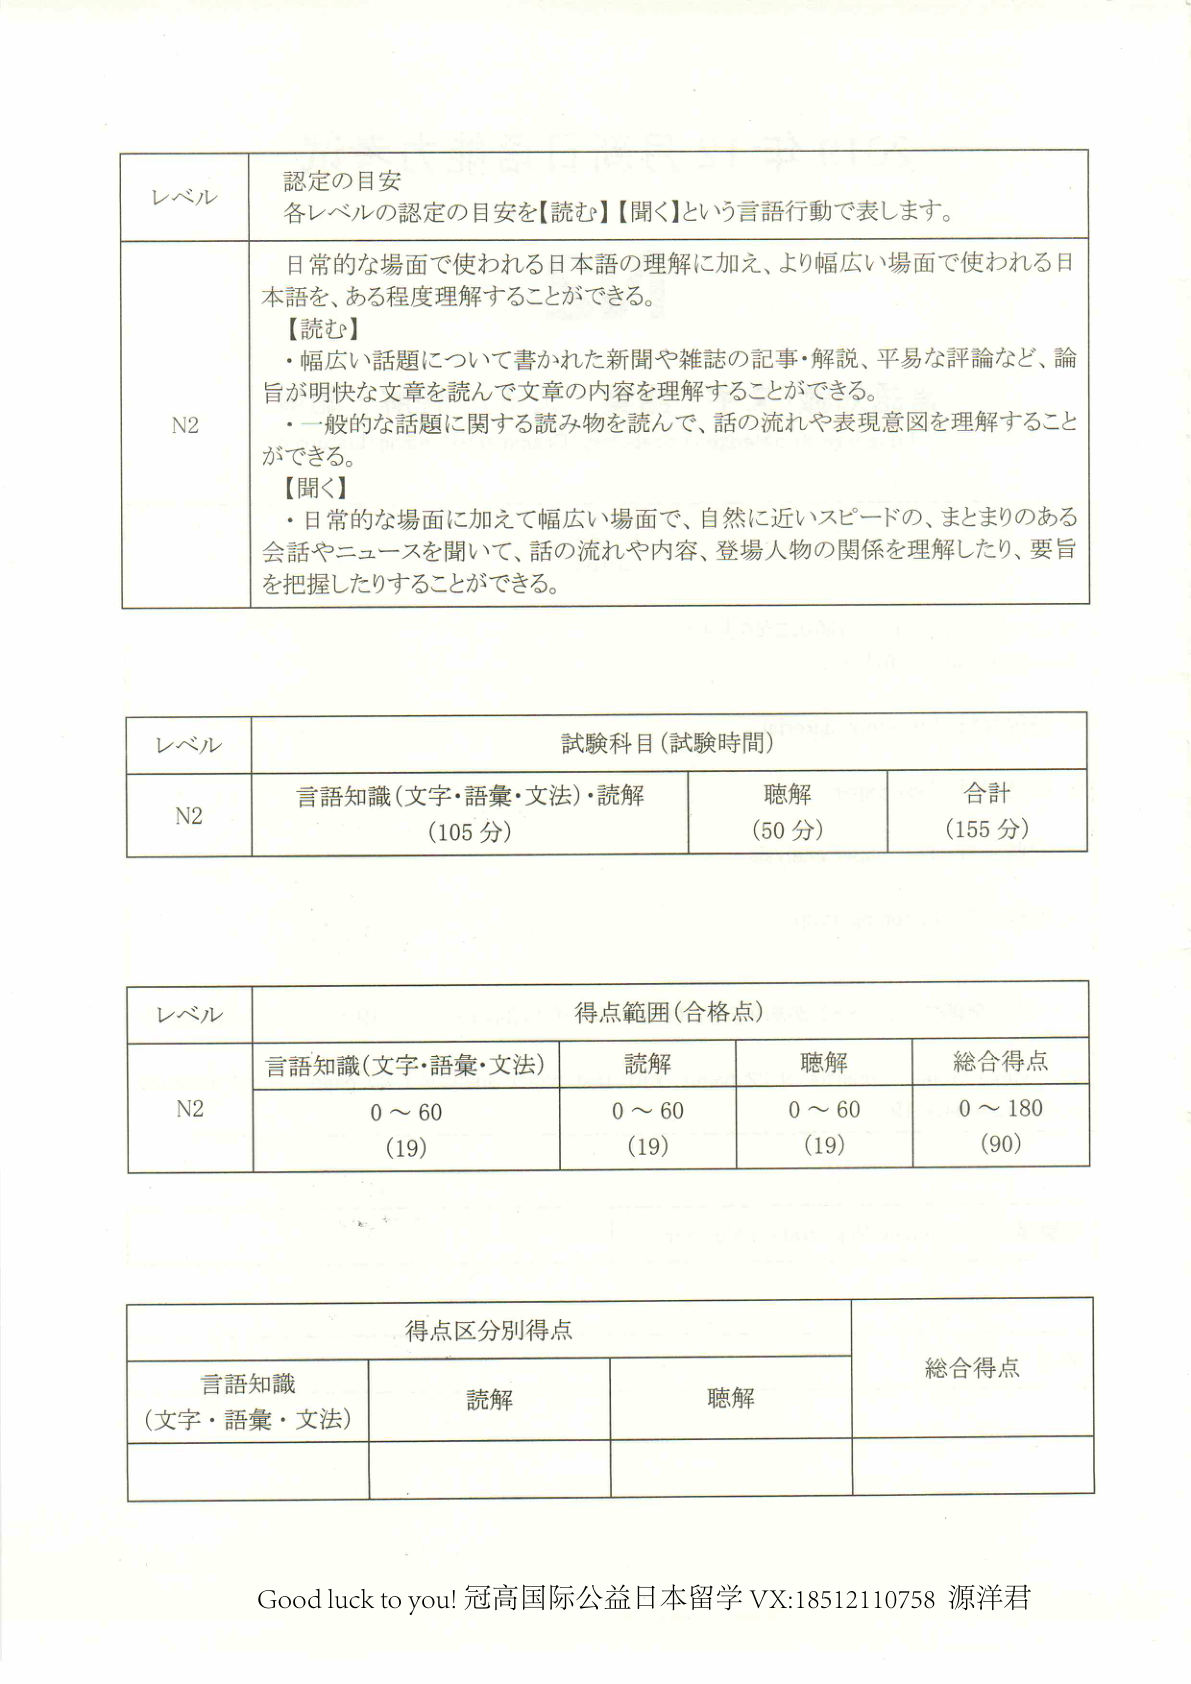 レベル
認定の目安
各レベルの認定の目安を【読む】【聞く】という言語行動で表します。
N2
日常的な場面で使われる日本語の理解に加え、より幅広い場面で使われる日
本語を、ある程度理解することができる。
【読む】
・幅広い話題について書かれた新聞や雑誌の記事・解説、平易な評論など、論
旨が明快な文章を読んで文章の内容を理解することができる。
・一般的な話題に関する読み物を読んで、話の流れや表現意図を理解すること
ができる。
【聞く】
・日常的な場面に加えて幅広い場面で、自然に近いスピードの、まとまりのある
会話やニュースを聞いて、話の流れや内容、登場人物の関係を理解したり、要旨
を把握したりすることができる。
レベル 試験科目(試験時間)
N2
言語知識(文字・語彙・文法)・読解 聴解 合計
(105 分) (50 分) (155 分)
レベル 得点範囲(合格点)
N2
言語知識(文字・語彙・文法) 読解 聴解 総合得点
0 ～ 60 0 ～ 60 0 ～ 60 0 ～ 180
(19) (19) (19) (90)
得点区分別得点
総合得点
言語知識
(文字・語彙・文法)
読解
聴解
Good luck to you! 冠高国际公益日本留学 VX:18512110758 源洋君